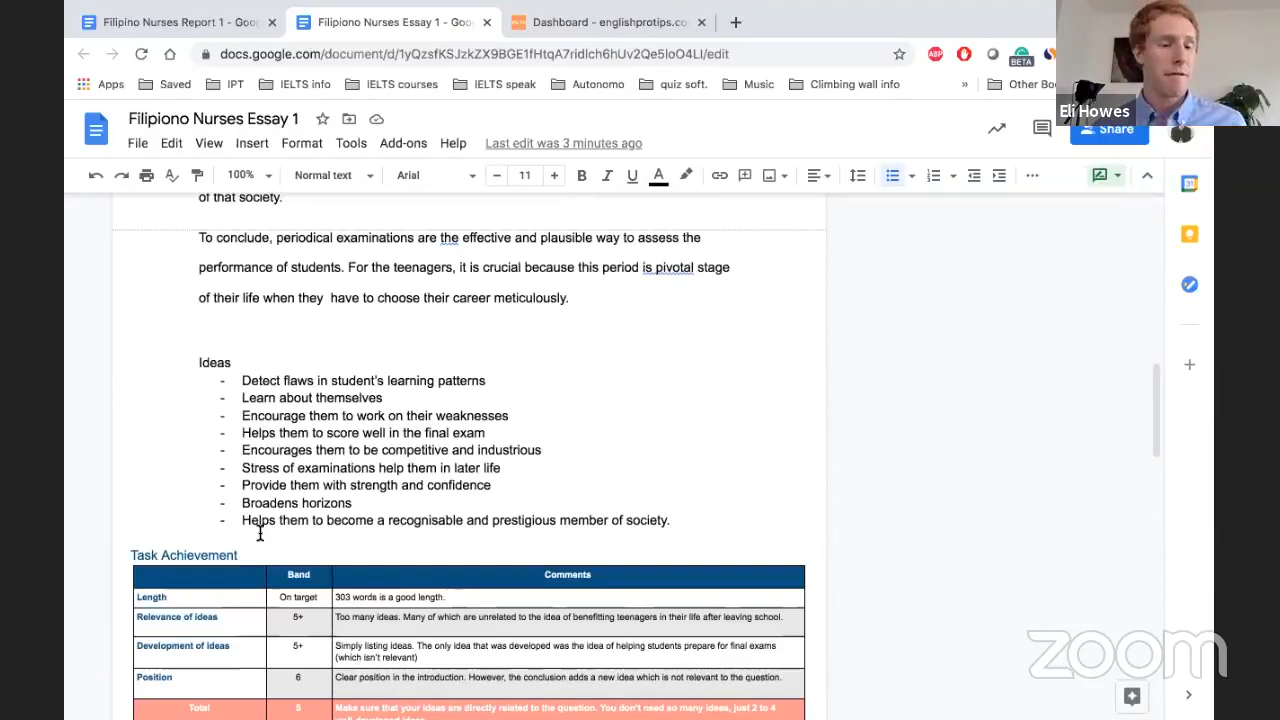 Filipino Nurses Report 1 - Goo
Filipiono Nurses Essay 1 - Goo
Dashboard - englishprotips.co
docs.google.com/document/d/1yQzsfKSJzkZX9BGE1fHtqA7ridlch6hUv2Qe5loO4LI/edit
ABP
BETA
Apps
Saved
IPT
IELTS info
IELTS courses
IELTS speak
Autonomo
quiz soft.
Music
Climbing wall info
»
Other Boo
Eli Howes
Filipiono Nurses Essay 1
Share
File Edit View Insert Format Tools Add-ons Help Last edit was 3 minutes ago
100% Normal text Arial 11 B I U A
of that society.
To conclude, periodical examinations are the effective and plausible way to assess the
performance of students. For the teenagers, it is crucial because this period is pivotal stage
of their life when they have to choose their career meticulously.
Ideas
- Detect flaws in student's learning patterns
- Learn about themselves
- Encourage them to work on their weaknesses
- Helps them to score well in the final exam
- Encourages them to be competitive and industrious
- Stress of examinations help them in later life
- Provide them with strength and confidence
- Broadens horizons
- Helps them to become a recognisable and prestigious member of society.
Task Achievement
Band Comments
Length On target 303 words is a good length.
Relevance of ideas 5+ Too many ideas. Many of which are unrelated to the idea of benefitting teenagers in their life after leaving school.
Development of ideas 5+ Simply listing ideas. The only idea that was developed was the idea of helping students prepare for final exams
(which isn't relevant)
Position 6 Clear position in the introduction. However, the conclusion adds a new idea which is not relevant to the question.
Total 5 Make sure that your ideas are directly related to the question. You don't need so many ideas, just 2 to 4
well developed ideas
zoom